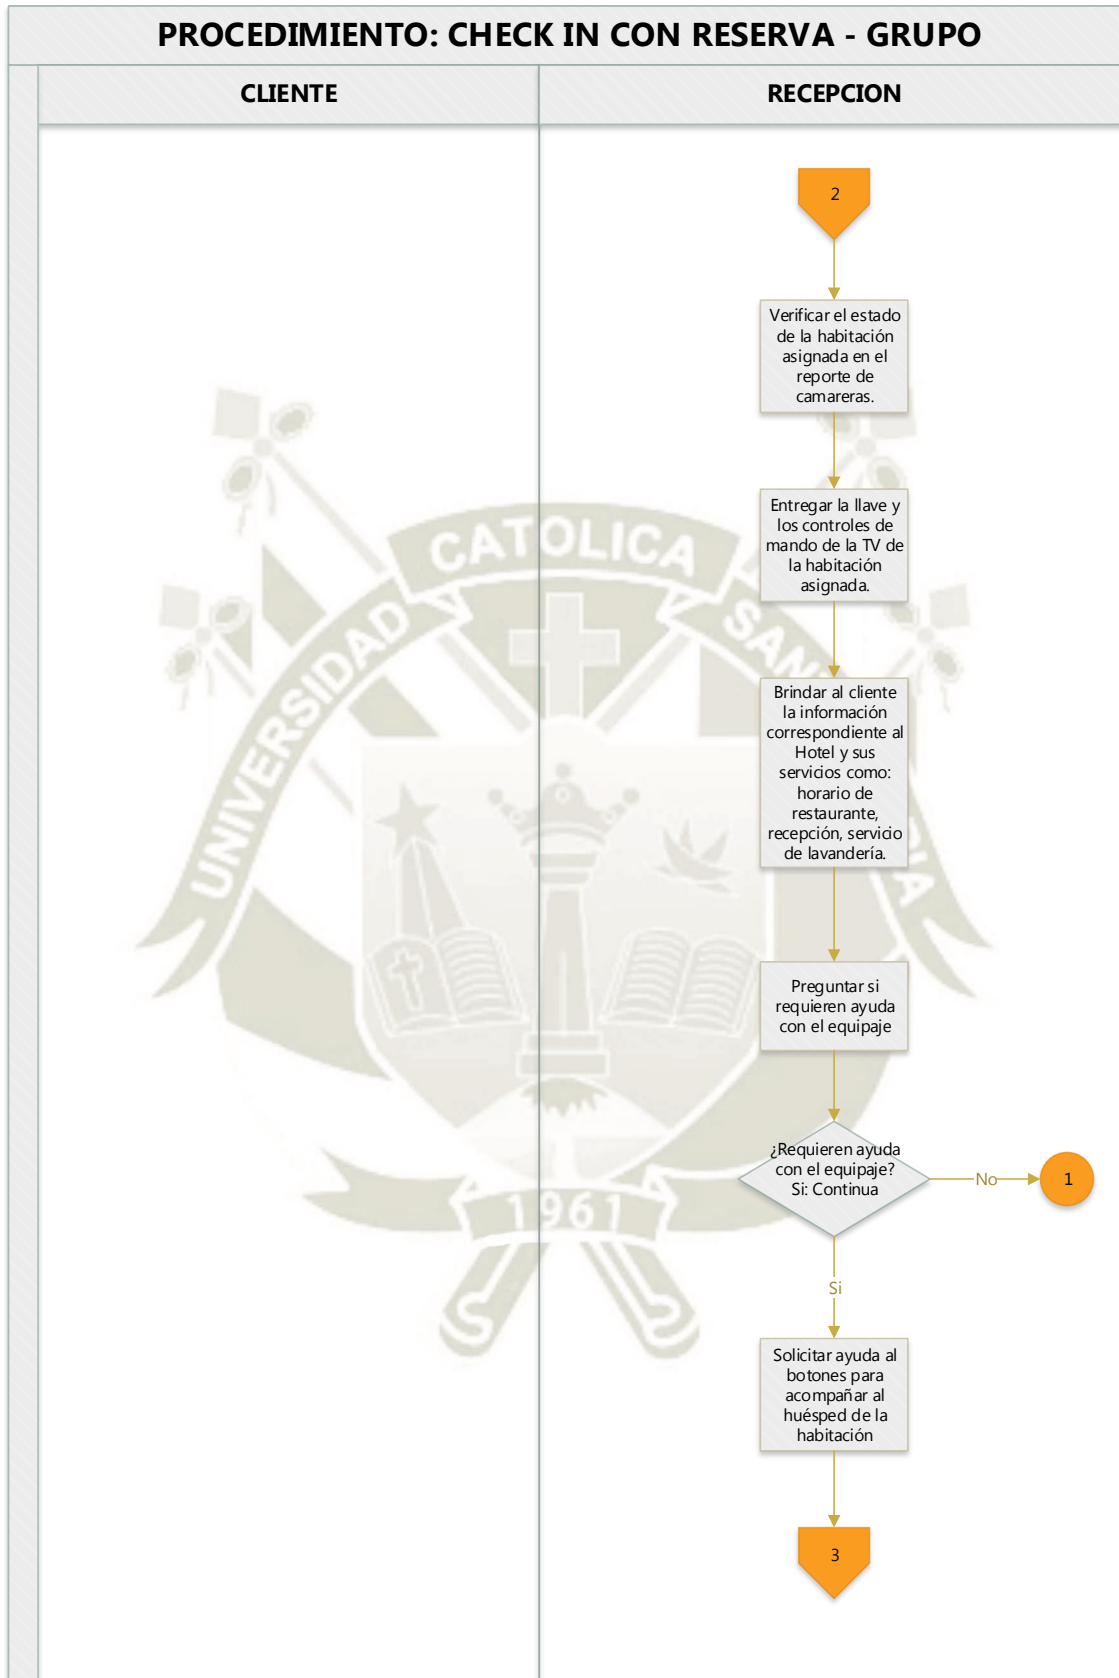 PROCEDIMIENTO: CHECK IN CON RESERVA - GRUPO
CLIENTE
RECEPCION
2
Verificar el estado
de la habitación
asignada en el
reporte de
camareras.
Entregar la llave y
los controles de
mando de la TV de
la habitación
asignada.
Brindar al cliente
la información
correspondiente al
Hotel y sus
servicios como:
horario de
restaurante,
recepción, servicio
de lavandería.
Preguntar si
requieren ayuda
con el equipaje
¿Requieren ayuda
con el equipaje?
Si: Continua
No
1
Si
Solicitar ayuda al
botones para
acompañar al
huésped de la
habitación
3
UNIVERSIDAD
CATOLICA
1961